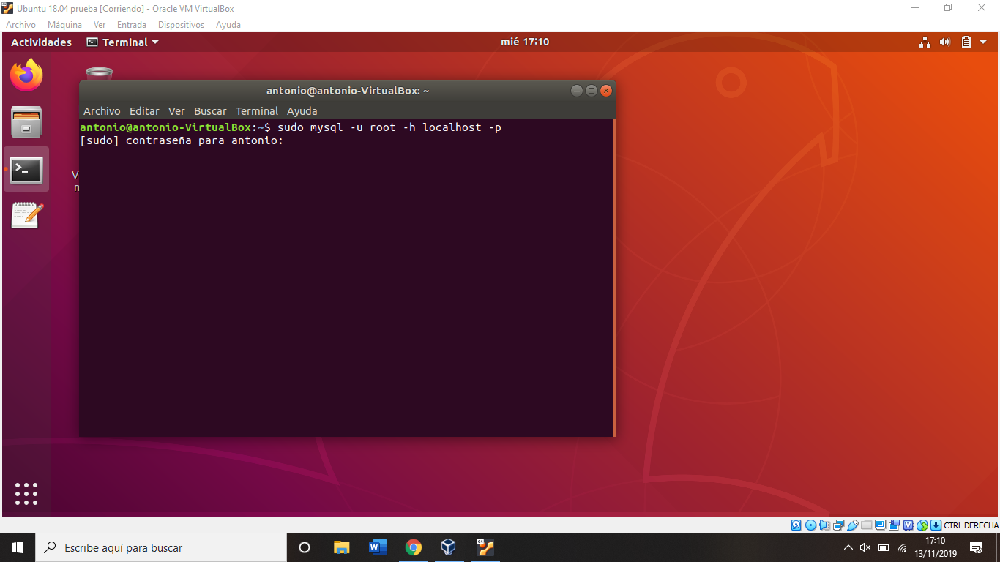 Ubuntu 18.04 prueba [Corriendo] - Oracle VM VirtualBox
Archivo Máquina Ver Entrada Dispositivos Ayuda
Actividades Terminal mié 17:10
antonio@antonio-VirtualBox: ~
Archivo Editar Ver Buscar Terminal Ayuda
antonio@antonio-VirtualBox:~$ sudo mysql -u root -h localhost -p
[sudo] contraseña para antonio:
CTRL DERECHA
Escribe aquí para buscar
17:10
13/11/2019